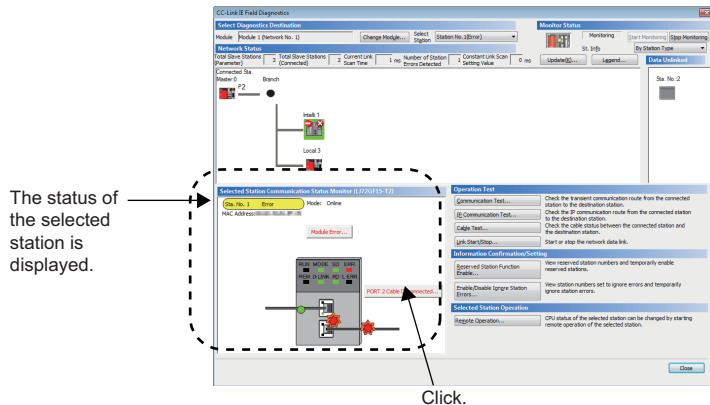 CC-Link IE Field Diagnostics
Select Diagnostics Destination
Monitor Status
Module Module 1 (Network No. 1)
Change Module...
Select Station
Station No.1(Error)
Monitoring
Start Monitoring
Stop Monitoring
Network Status
St. Info
By Station Type
Total Slave Stations (Parameter) 3
Total Slave Stations (Connected) 2
Current Link Scan Time 1 ms
Number of Station Errors Detected 1
Constant Link Scan Setting Value 0 ms
Update(K)...
Legend...
Data Unlinked
Connected Sta.
Master:0
Branch
P2
Sta. No. :2
Intelli:1
Local:3
The status of
the selected
station is
displayed.
Selected Station Communication Status Monitor (LJ72GF15-T2)
Sta. No. 1 Error
Mode: Online
MAC Address:
Module Error...
RUN MODE SD ERR.
REM D LINK RD L ERR
PORT 2 Cable Disconnected...
Operation Test
Communication Test...
Check the transient communication route from the connected
station to the destination station.
IP Communication Test...
Check the IP communication route from the connected station
to the destination station.
Cable Test...
Check the cable status between the connected station and
the destination station.
Link Start/Stop...
Start or stop the network data link.
Information Confirmation/Setting
Reserved Station Function
Enable...
View reserved station numbers and temporarily enable
reserved stations.
Enable/Disable Ignore Station
Errors...
View station numbers set to ignore errors and temporarily
ignore station errors.
Selected Station Operation
Remote Operation...
CPU status of the selected station can be changed by starting
remote operation of the selected station.
Close
Click.